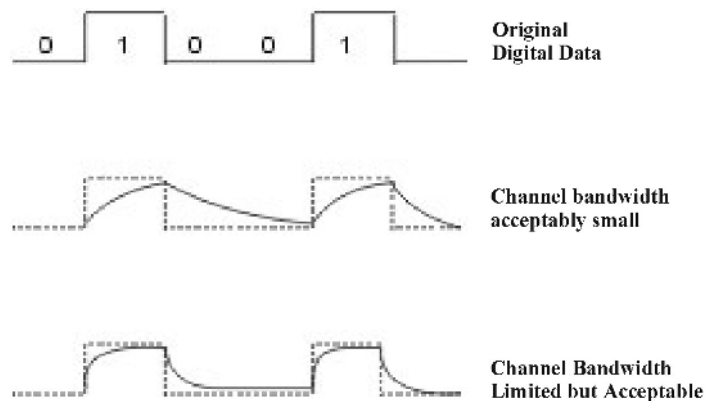 0 1 0 0 1
Original
Digital Data
Channel bandwidth
acceptably small
Channel Bandwidth
Limited but Acceptable